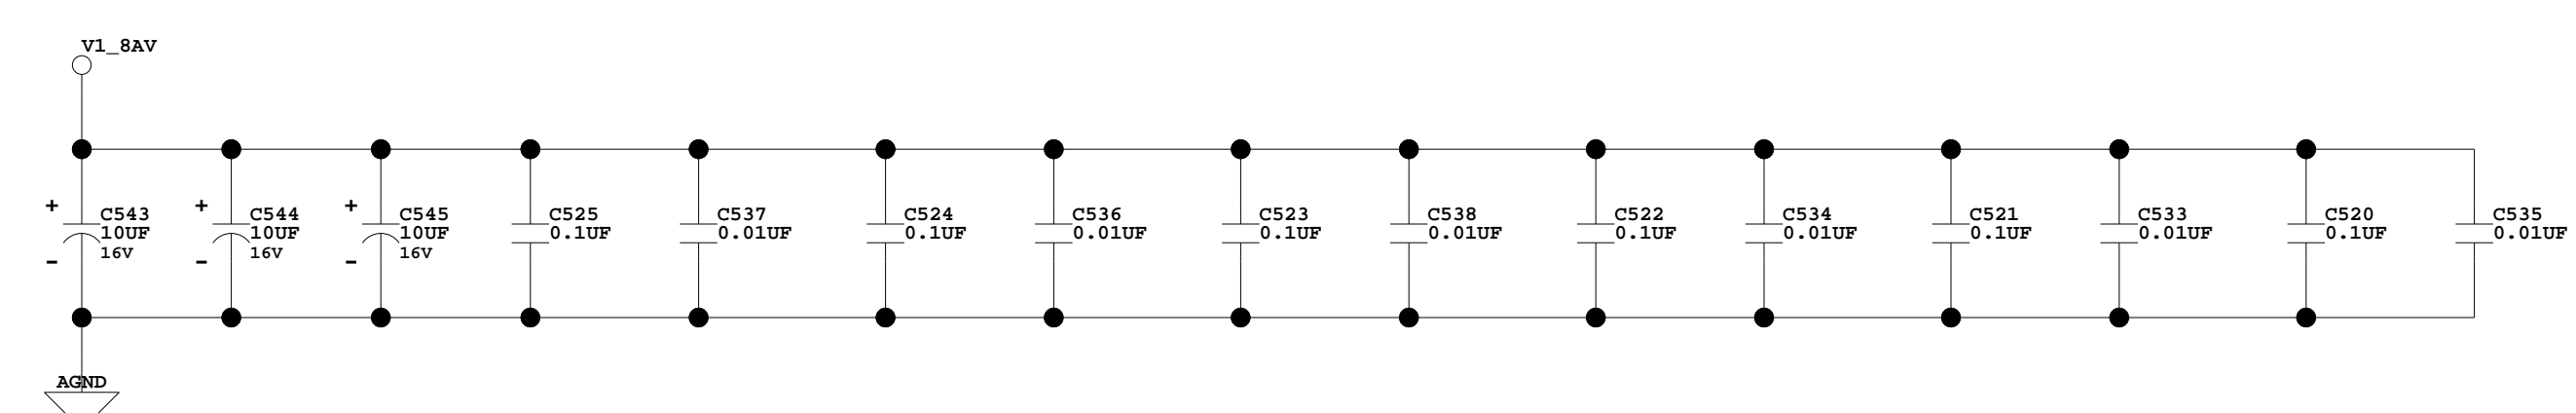 V1_8AV
+ C543
10UF
16V
-
+ C544
10UF
16V
-
+ C545
10UF
16V
-
C525
0.1UF
C537
0.01UF
C524
0.1UF
C536
0.01UF
C523
0.1UF
C538
0.01UF
C522
0.1UF
C534
0.01UF
C521
0.1UF
C533
0.01UF
C520
0.1UF
C535
0.01UF
AGND